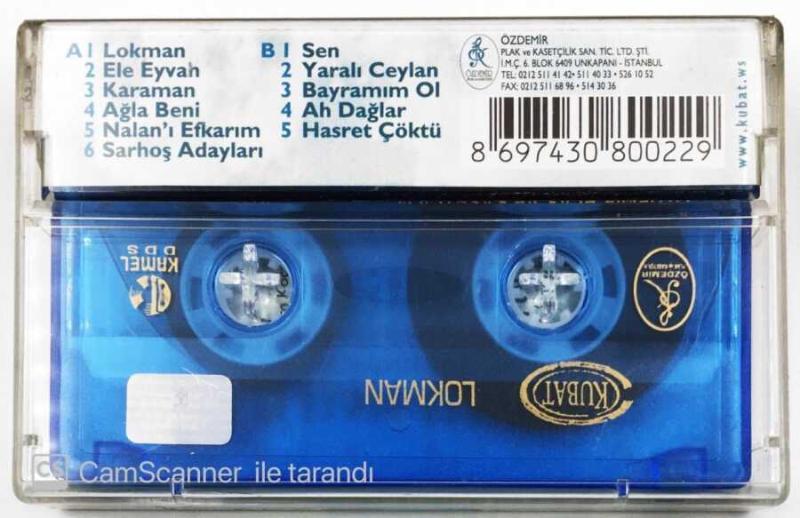 A 1 Lokman
2 Ele Eyvah
3 Karaman
4 Ağla Beni
5 Nalan'ı Efkarım
6 Sarhoş Adayları
B 1 Sen
2 Yaralı Ceylan
3 Bayramım Ol
4 Ah Dağlar
5 Hasret Çöktü
ÖZDEMİR
PLAK ve KASETÇİLİK SAN. TİC. LTD. ŞTİ.
İ.M.Ç. 6. BLOK 6409 UNKAPANI - İSTANBUL
TEL: 0212 511 41 42 • 511 40 33 • 526 10 52
FAX: 0212 511 68 96 • 514 30 36
8 697430 800229
www.kubat.ws
ÖZDEMİR
KAMEL
DDS
ÖZDEMİR
KUBAT
LOKMAN
CS CamScanner ile tarandı